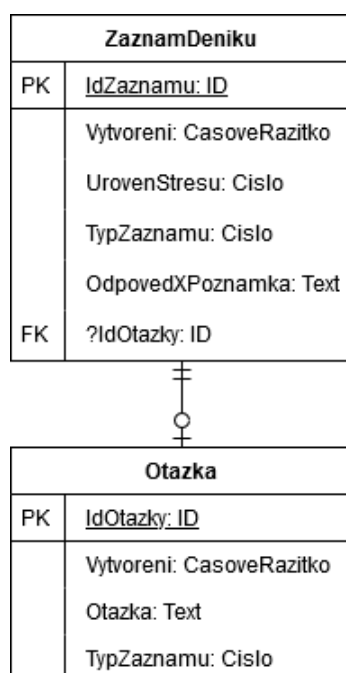 ZaznamDeniku
PK IdZaznamu: ID
Vytvoreni: CasoveRazitko
UrovenStresu: Cislo
TypZaznamu: Cislo
OdpovedXPoznamka: Text
FK ?IdOtazky: ID
Otazka
PK IdOtazky: ID
Vytvoreni: CasoveRazitko
Otazka: Text
TypZaznamu: Cislo